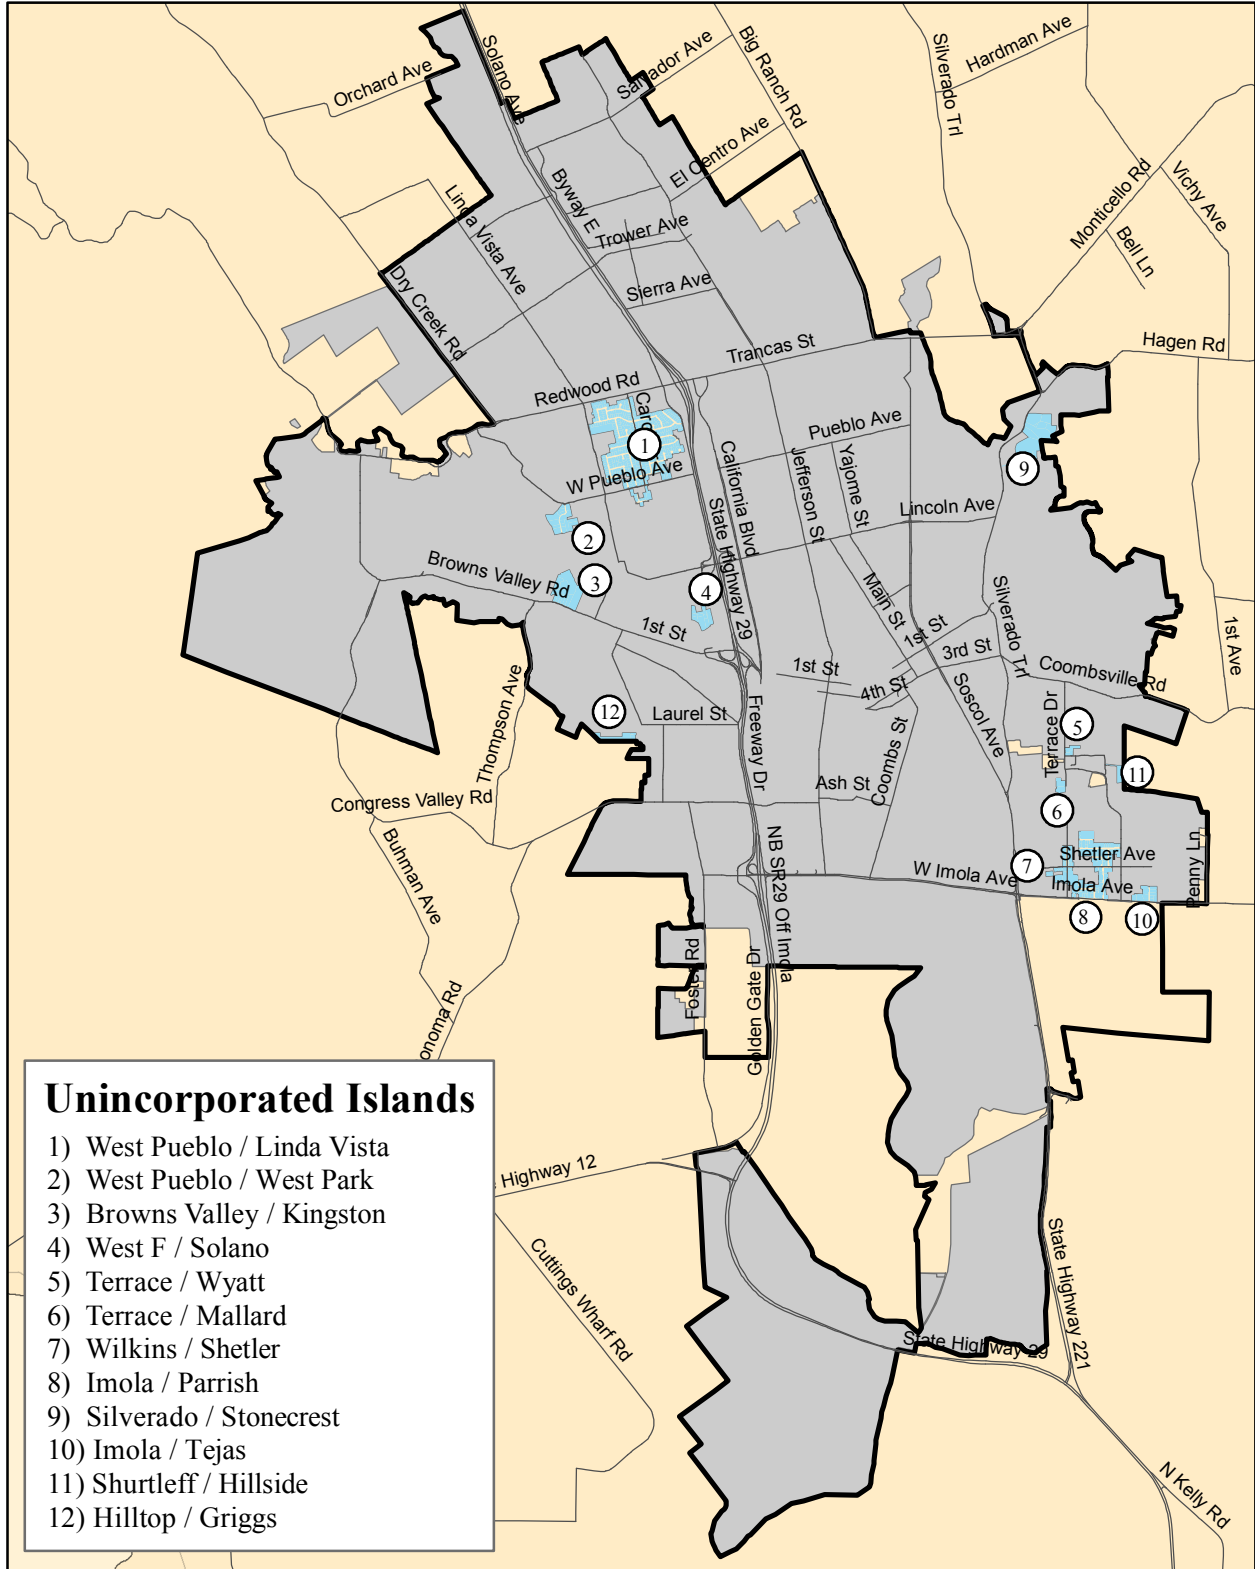 Solano Ave
Orchard Ave
Salvador Ave
Big Ranch Rd
Silverado Trl
Hardman Ave
El Centro Ave
Byway E
Linda Vista Ave
Trower Ave
Sierra Ave
Monticello Rd
Vichy Ave
Bell Ln
Dry Creek Rd
Trancas St
Hagen Rd
Redwood Rd
Caro
1
Pueblo Ave
W Pueblo Ave
California Blvd
Jefferson St
Yajome St
9
State Highway 29
Lincoln Ave
2
Browns Valley Rd
3
4
Main St
Silverado Trl
1st St
1st St
3rd St
1st Ave
1st St
4th St
Coombsville Rd
Thompson Ave
12
Laurel St
Freeway Dr
Coombs St
Soscol Ave
Terrace Dr
5
11
Ash St
Congress Valley Rd
6
Buhman Ave
NB SR29 Off Imola
W Imola Ave
7
Shetler Ave
Imola Ave
Penny Ln
8
10
Foster Rd
Golden Gate Dr
onoma Rd
Highway 12
Cuttings Wharf Rd
State Highway 221
State Highway 29
N Kelly Rd
Unincorporated Islands
1) West Pueblo / Linda Vista
2) West Pueblo / West Park
3) Browns Valley / Kingston
4) West F / Solano
5) Terrace / Wyatt
6) Terrace / Mallard
7) Wilkins / Shetler
8) Imola / Parrish
9) Silverado / Stonecrest
10) Imola / Tejas
11) Shurtleff / Hillside
12) Hilltop / Griggs